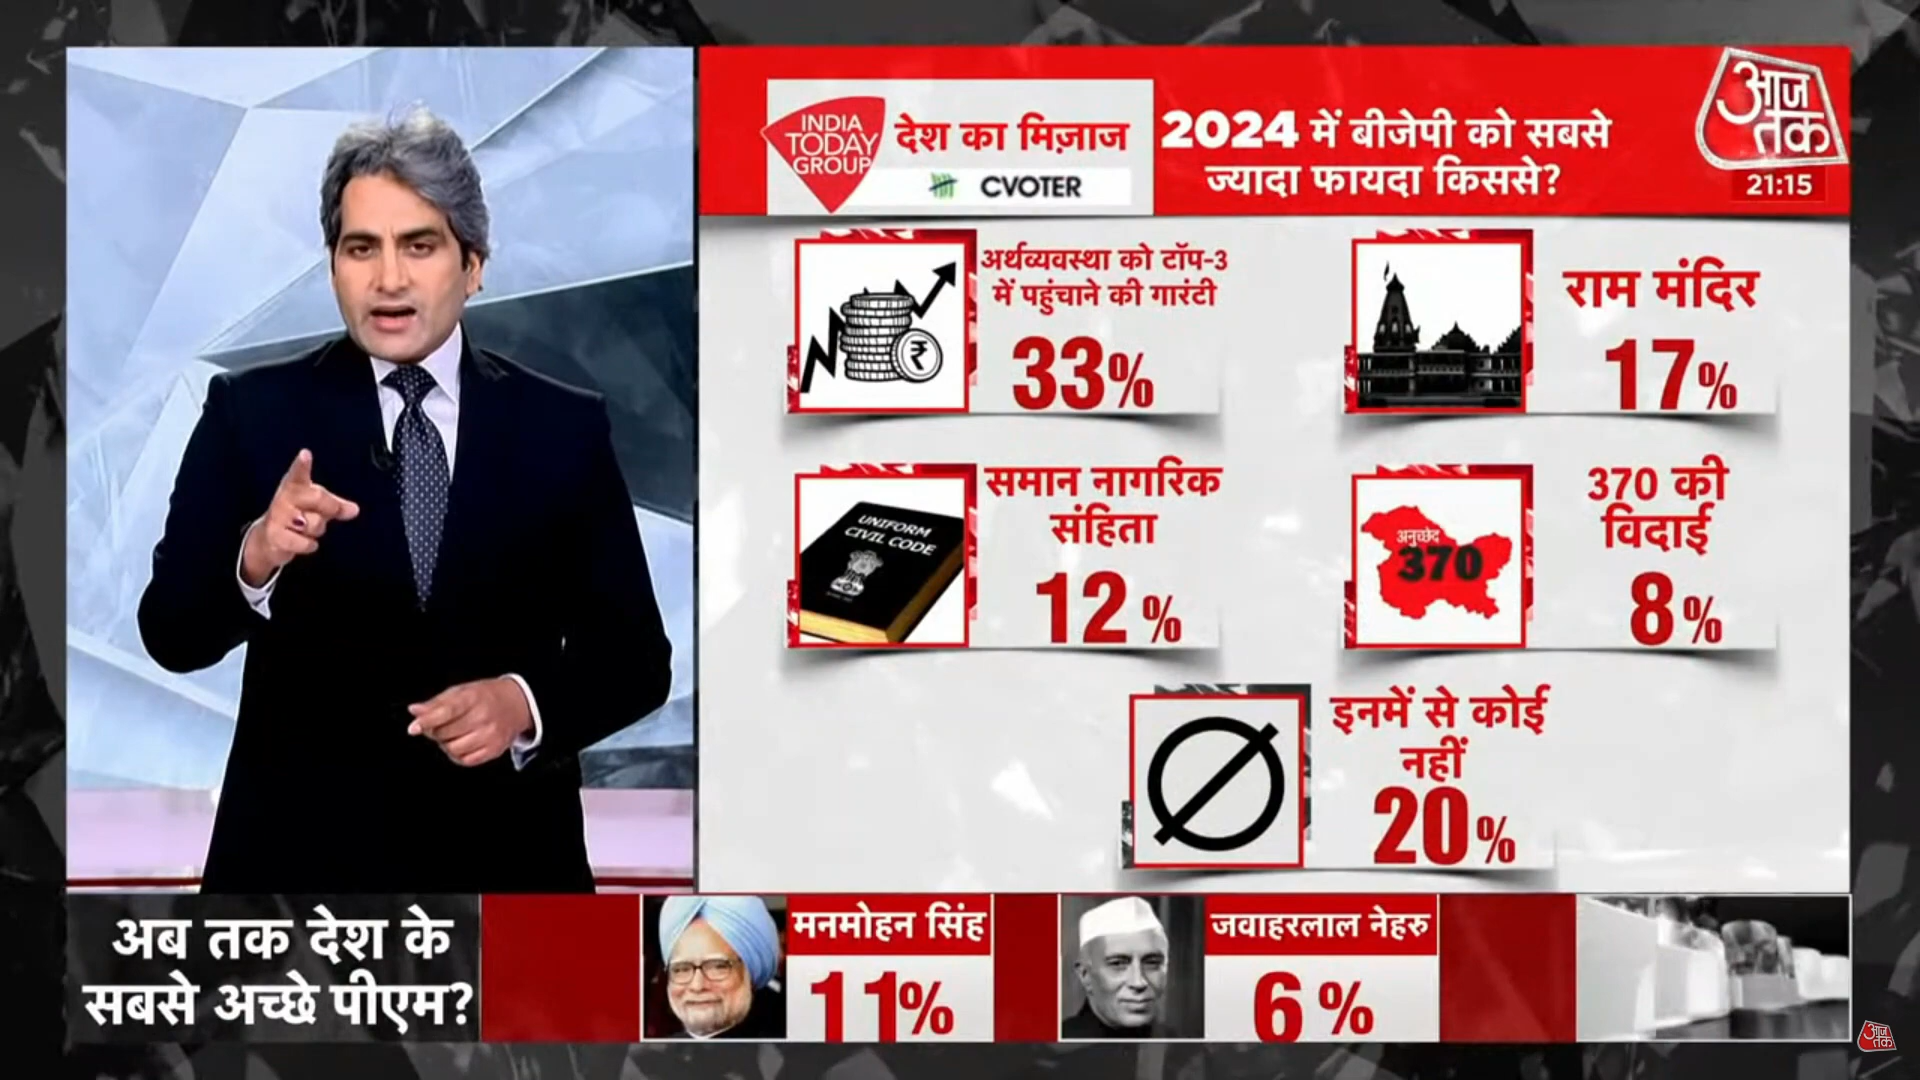 INDIA
TODAY
GROUP
देश का मिज़ाज
CVOTER
2024 में बीजेपी को सबसे
ज्यादा फायदा किससे?
आज
तक
21:15
अर्थव्यवस्था को टॉप-3
में पहुंचाने की गारंटी
33%
राम मंदिर
17%
UNIFORM
CIVIL CODE
समान नागरिक
संहिता
12%
अनुच्छेद
370
370 की
विदाई
8%
इनमें से कोई
नहीं
20%
अब तक देश के
सबसे अच्छे पीएम?
मनमोहन सिंह
11%
जवाहरलाल नेहरु
6%
आज
तक